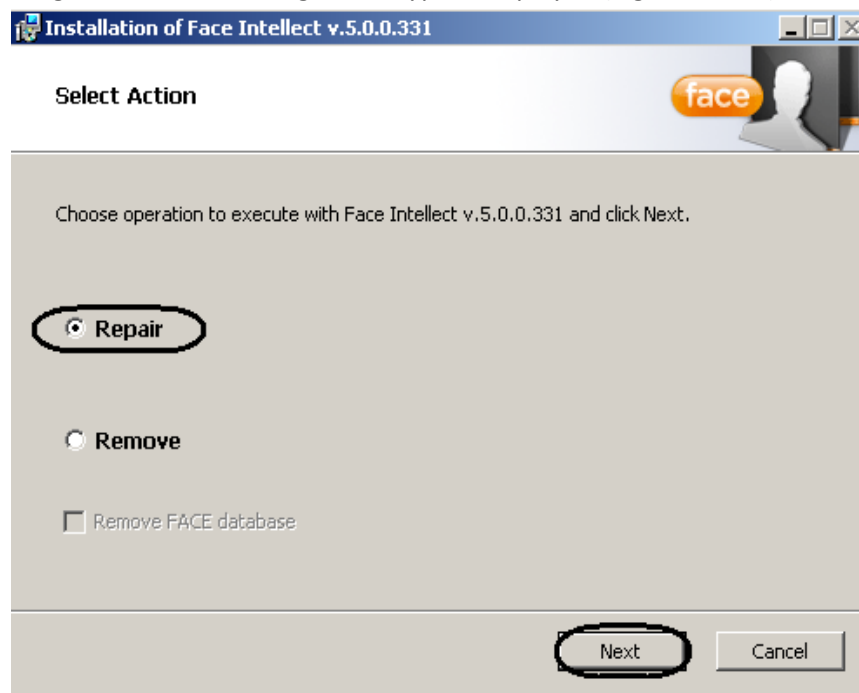 Installation of Face Intellect v.5.0.0.331
Select Action
face
Choose operation to execute with Face Intellect v.5.0.0.331 and click Next.
Repair
Remove
Remove FACE database
Next Cancel